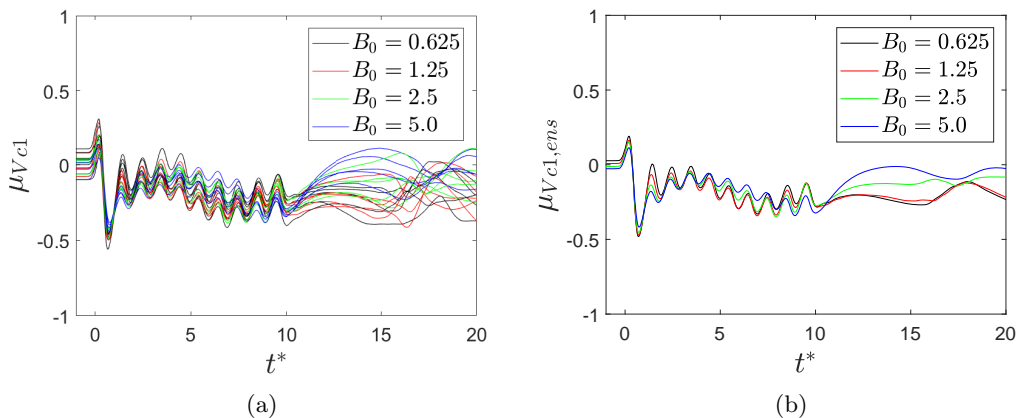 1
0.5
0
-0.5
-1
0
5
10
15
20
μVc1
t*
B0 = 0.625
B0 = 1.25
B0 = 2.5
B0 = 5.0
(a)
1
0.5
0
-0.5
-1
0
5
10
15
20
μVc1,ens
t*
B0 = 0.625
B0 = 1.25
B0 = 2.5
B0 = 5.0
(b)